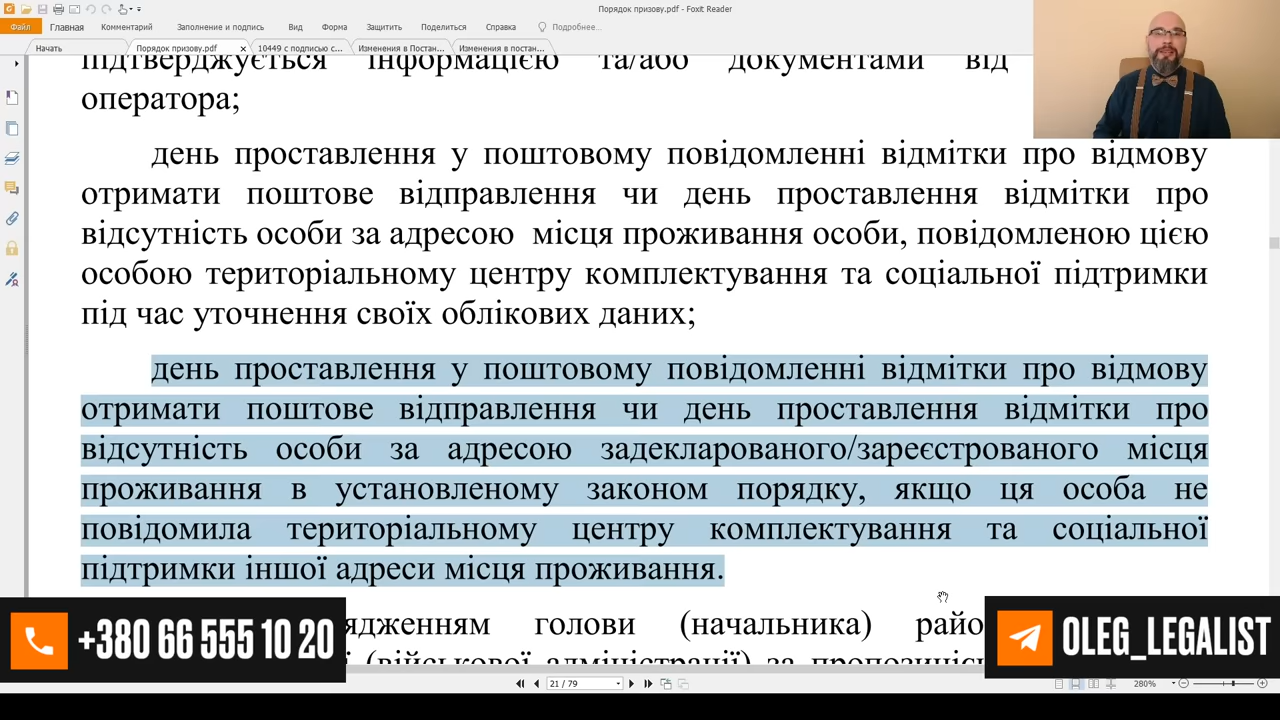 Порядок призову.pdf - Foxit Reader
Файл Главная Комментарий Заполнение и подпись Вид Форма Защитить Поделиться Справка Подробнее...
Начать Порядок призову.pdf 10449 с подписью с... Изменения в Постан... Изменения в постан...
підтверджується інформацією та/або документами від
оператора;
день проставлення у поштовому повідомленні відмітки про відмову
отримати поштове відправлення чи день проставлення відмітки про
відсутність особи за адресою місця проживання особи, повідомленою цією
особою територіальному центру комплектування та соціальної підтримки
під час уточнення своїх облікових даних;
день проставлення у поштовому повідомленні відмітки про відмову
отримати поштове відправлення чи день проставлення відмітки про
відсутність особи за адресою задекларованого/зареєстрованого місця
проживання в установленому законом порядку, якщо ця особа не
повідомила територіальному центру комплектування та соціальної
підтримки іншої адреси місця проживання.
ядженням голови (начальника) райо
і (військової адміністрації) за пропозиціє
+380 66 555 10 20
OLEG_LEGALIST
21 / 79
280%